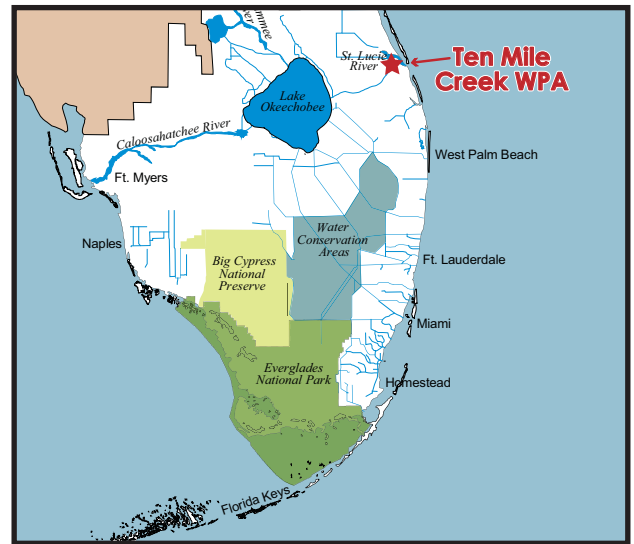 St. Lucie
River
Ten Mile
Creek WPA
Lake
Okeechobee
Caloosahatchee River
West Palm Beach
Ft. Myers
Water
Conservation
Areas
Naples
Big Cypress
National
Preserve
Ft. Lauderdale
Miami
Everglades
National Park
Homestead
Florida Keys